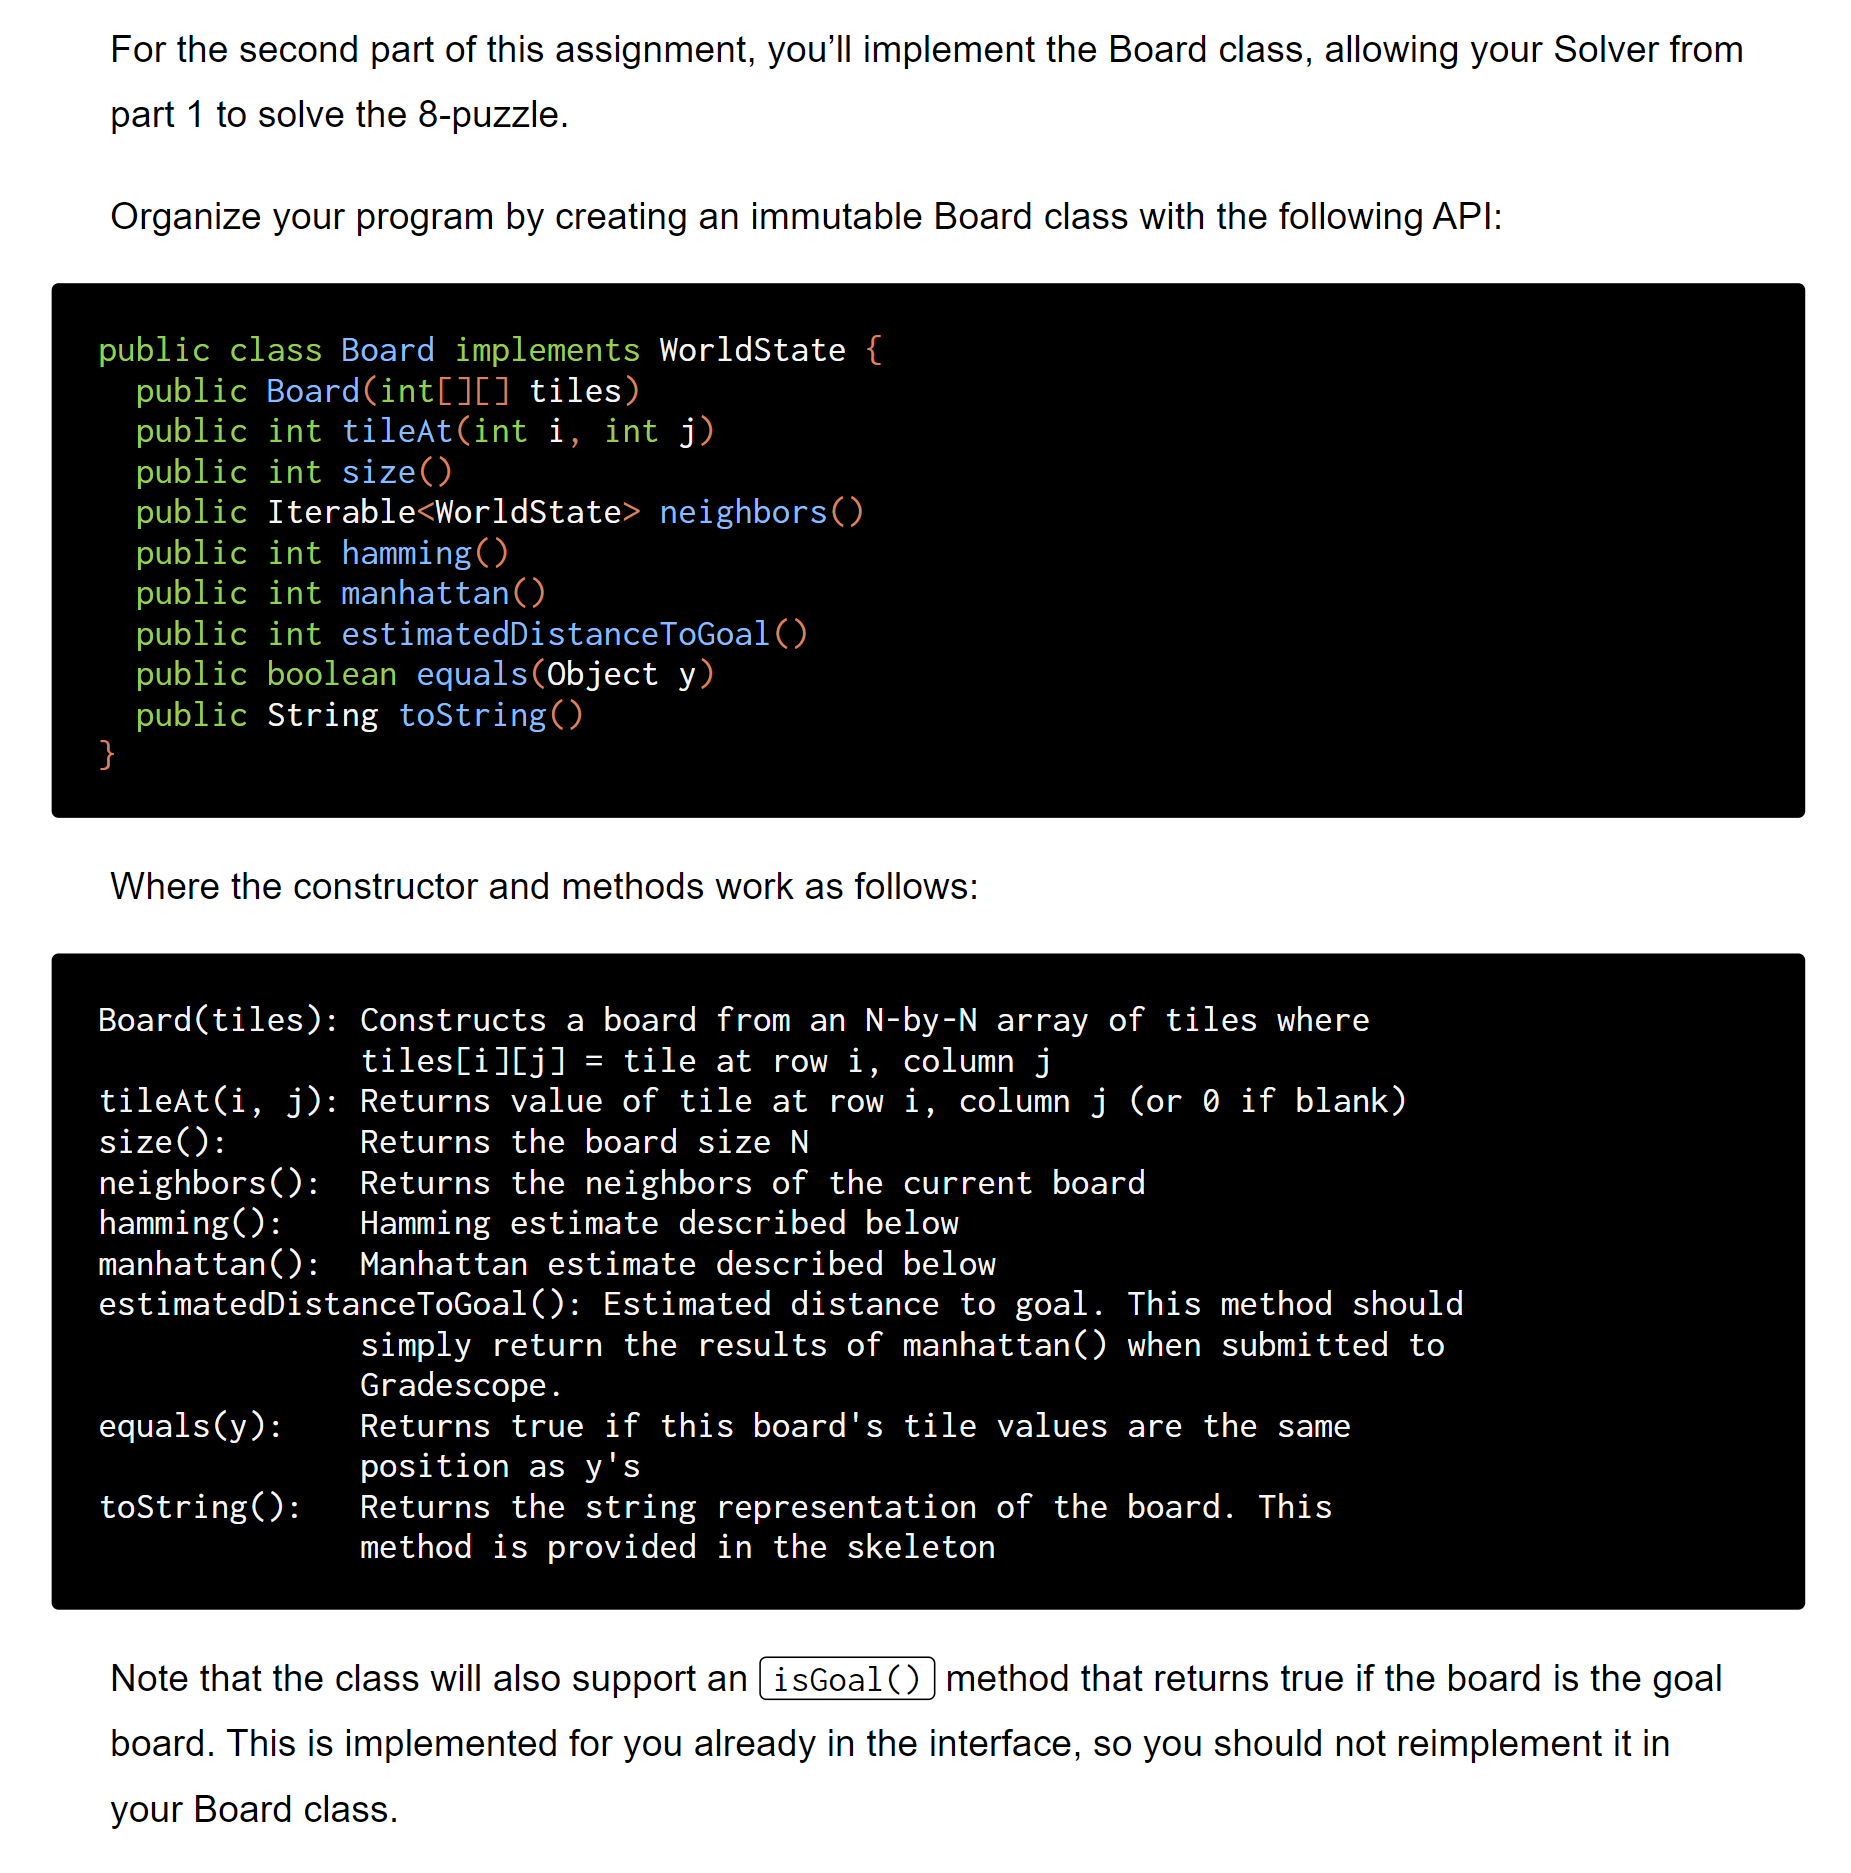 For the second part of this assignment, you’ll implement the Board class, allowing your Solver from
part 1 to solve the 8-puzzle.
Organize your program by creating an immutable Board class with the following API:
public class Board implements WorldState {
  public Board(int[][] tiles)
  public int tileAt(int i, int j)
  public int size()
  public Iterable<WorldState> neighbors()
  public int hamming()
  public int manhattan()
  public int estimatedDistanceToGoal()
  public boolean equals(Object y)
  public String toString()
}
Where the constructor and methods work as follows:
Board(tiles): Constructs a board from an N-by-N array of tiles where
              tiles[i][j] = tile at row i, column j
tileAt(i, j): Returns value of tile at row i, column j (or 0 if blank)
size():       Returns the board size N
neighbors():  Returns the neighbors of the current board
hamming():    Hamming estimate described below
manhattan():  Manhattan estimate described below
estimatedDistanceToGoal(): Estimated distance to goal. This method should
              simply return the results of manhattan() when submitted to
              Gradescope.
equals(y):    Returns true if this board's tile values are the same
              position as y's
toString():   Returns the string representation of the board. This
              method is provided in the skeleton
Note that the class will also support an isGoal() method that returns true if the board is the goal
board. This is implemented for you already in the interface, so you should not reimplement it in
your Board class.